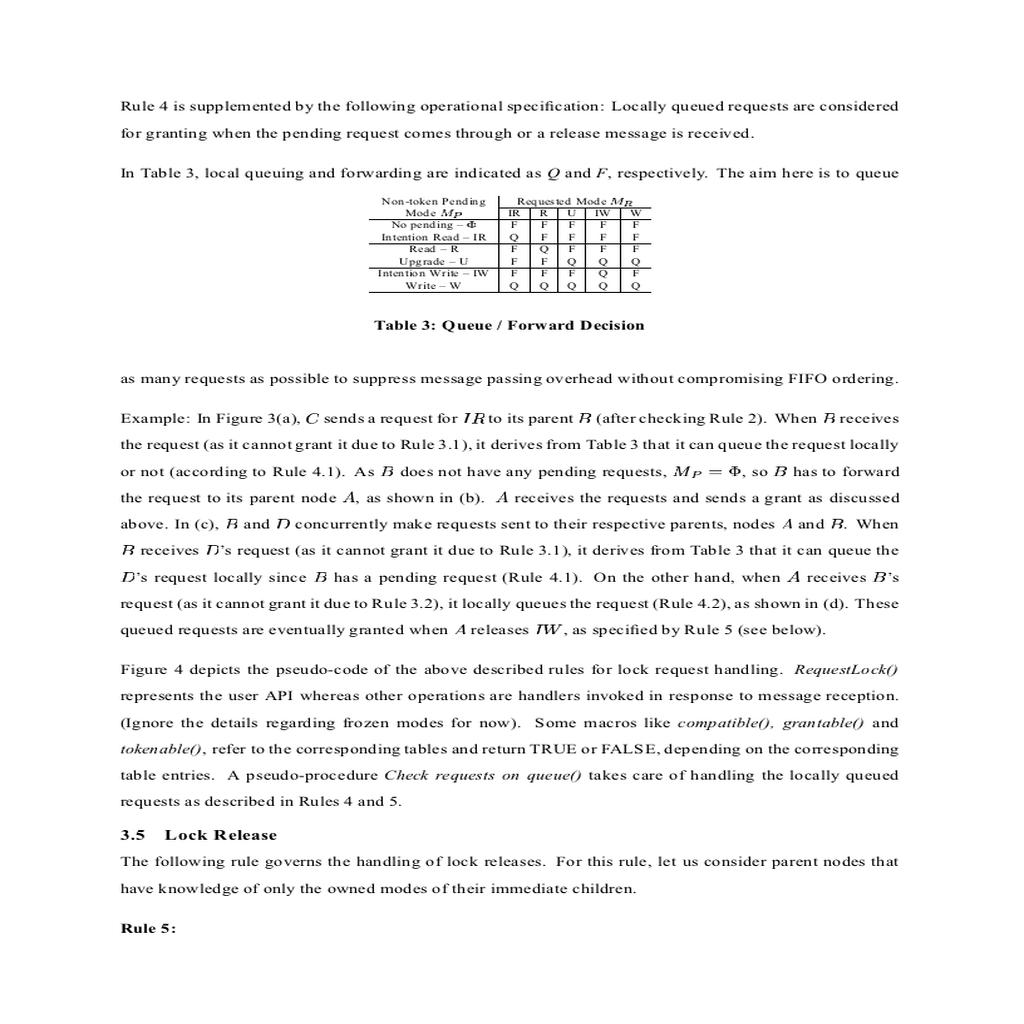 Rule 4 is supplemented by the following operational specification: Locally queued requests are considered
for granting when the pending request comes through or a release message is received.
In Table 3, local queuing and forwarding are indicated as Q and F, respectively. The aim here is to queue
Non-token Pending Requested Mode M_R
Mode M_P IR R U IW W
No pending – Φ F F F F F
Intention Read – IR Q F F F F
Read – R F Q F F F
Upgrade – U F F Q Q Q
Intention Write – IW F F F Q F
Write – W Q Q Q Q Q
Table 3: Queue / Forward Decision
as many requests as possible to suppress message passing overhead without compromising FIFO ordering.
Example: In Figure 3(a), C sends a request for IR to its parent B (after checking Rule 2). When B receives
the request (as it cannot grant it due to Rule 3.1), it derives from Table 3 that it can queue the request locally
or not (according to Rule 4.1). As B does not have any pending requests, M_P = Φ, so B has to forward
the request to its parent node A, as shown in (b). A receives the requests and sends a grant as discussed
above. In (c), B and D concurrently make requests sent to their respective parents, nodes A and B. When
B receives D's request (as it cannot grant it due to Rule 3.1), it derives from Table 3 that it can queue the
D's request locally since B has a pending request (Rule 4.1). On the other hand, when A receives B's
request (as it cannot grant it due to Rule 3.2), it locally queues the request (Rule 4.2), as shown in (d). These
queued requests are eventually granted when A releases IW, as specified by Rule 5 (see below).
Figure 4 depicts the pseudo-code of the above described rules for lock request handling. RequestLock()
represents the user API whereas other operations are handlers invoked in response to message reception.
(Ignore the details regarding frozen modes for now). Some macros like compatible(), grantable() and
tokenable(), refer to the corresponding tables and return TRUE or FALSE, depending on the corresponding
table entries. A pseudo-procedure Check requests on queue() takes care of handling the locally queued
requests as described in Rules 4 and 5.
3.5 Lock Release
The following rule governs the handling of lock releases. For this rule, let us consider parent nodes that
have knowledge of only the owned modes of their immediate children.
Rule 5: